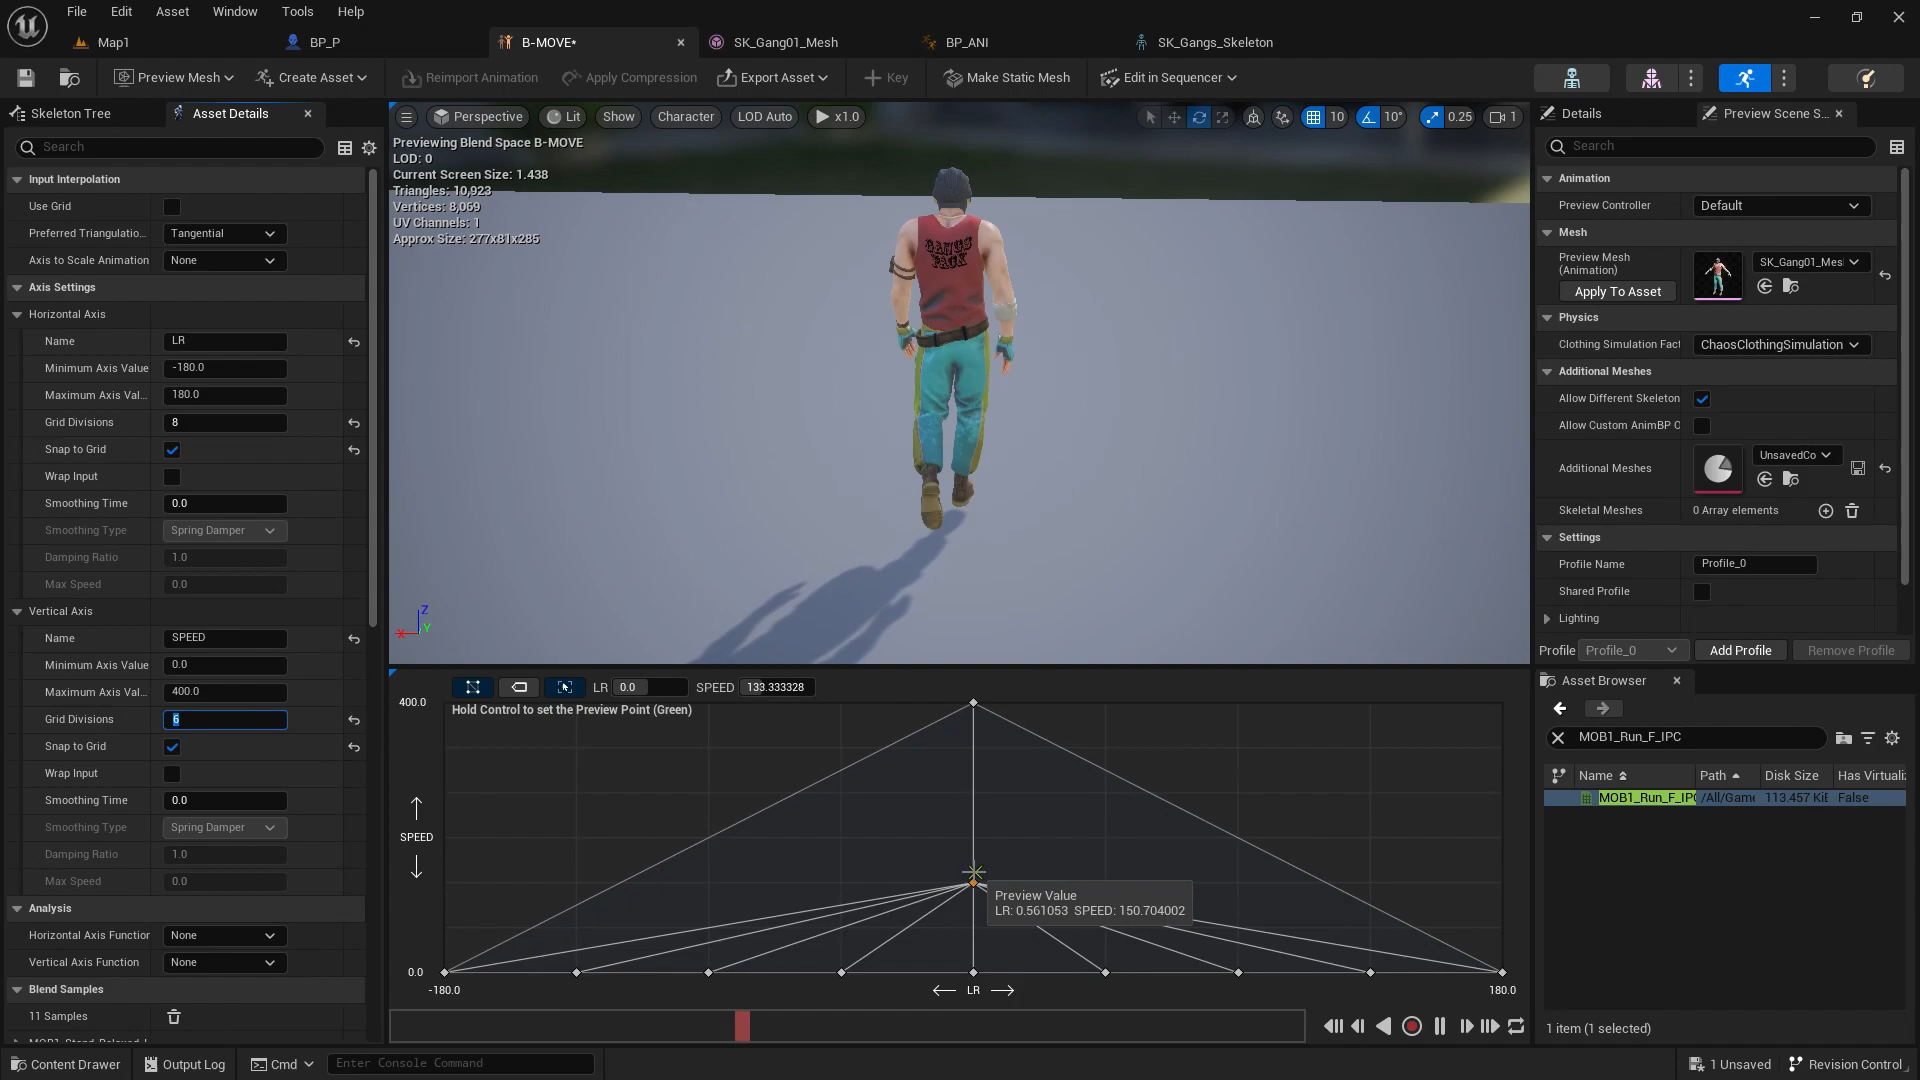 File Edit Asset Window Tools Help
Map1 BP_P B-MOVE* SK_Gang01_Mesh BP_ANI SK_Gangs_Skeleton
Preview Mesh Create Asset Reimport Animation Apply Compression Export Asset Key Make Static Mesh Edit in Sequencer
Skeleton Tree Asset Details
Search
Input Interpolation
Use Grid
Preferred Triangulatio... Tangential
Axis to Scale Animation None
Axis Settings
Horizontal Axis
Name LR
Minimum Axis Value -180.0
Maximum Axis Val... 180.0
Grid Divisions 8
Snap to Grid
Wrap Input
Smoothing Time 0.0
Smoothing Type Spring Damper
Damping Ratio 1.0
Max Speed 0.0
Vertical Axis
Name SPEED
Minimum Axis Value 0.0
Maximum Axis Val... 400.0
Grid Divisions 6
Snap to Grid
Wrap Input
Smoothing Time 0.0
Smoothing Type Spring Damper
Damping Ratio 1.0
Max Speed 0.0
Analysis
Horizontal Axis Function None
Vertical Axis Function None
Blend Samples
11 Samples
Perspective Lit Show Character LOD Auto x1.0 10 10° 0.25 1
Previewing Blend Space B-MOVE
LOD: 0
Current Screen Size: 1.438
Triangles: 10,923
Vertices: 8,069
UV Channels: 1
Approx Size: 277x81x285
GANGS
PACK
Z
X Y
LR 0.0 SPEED 133.333328
400.0
Hold Control to set the Preview Point (Green)
SPEED
Preview Value
LR: 0.561053 SPEED: 150.704002
0.0
-180.0 LR 180.0
Details Preview Scene S...
Search
Animation
Preview Controller Default
Mesh
Preview Mesh
(Animation)
SK_Gang01_Mes
Apply To Asset
Physics
Clothing Simulation Fact ChaosClothingSimulation
Additional Meshes
Allow Different Skeleton
Allow Custom AnimBP O
Additional Meshes UnsavedCo
Skeletal Meshes 0 Array elements
Settings
Profile Name Profile_0
Shared Profile
Lighting
Profile Profile_0 Add Profile Remove Profile
Asset Browser
MOB1_Run_F_IPC
Name Path Disk Size Has Virtuali
MOB1_Run_F_IPC /All/Game 113.457 KiB False
1 item (1 selected)
Content Drawer Output Log Cmd Enter Console Command 1 Unsaved Revision Control